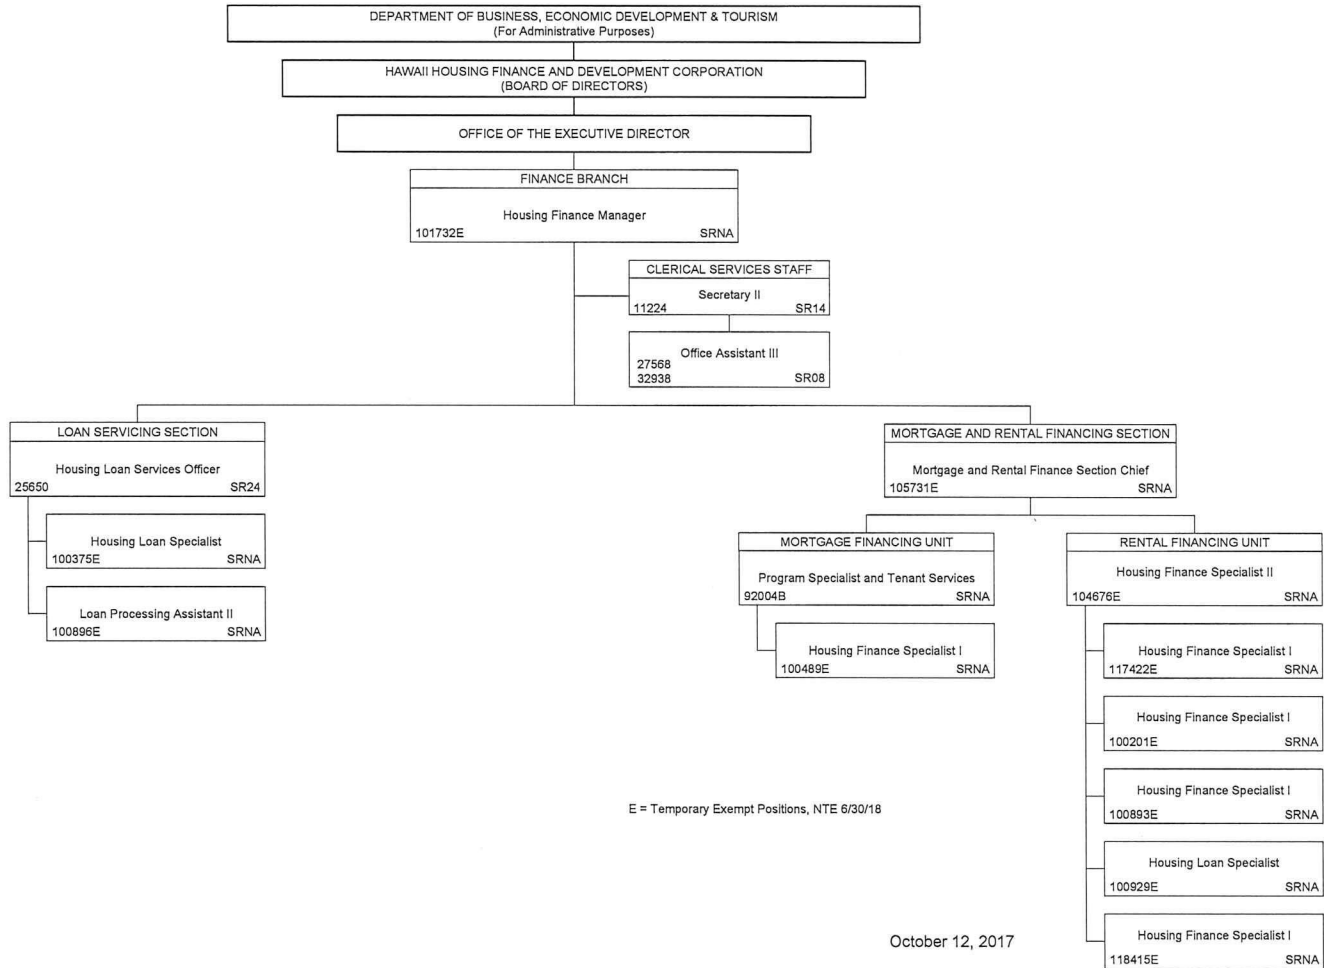 DEPARTMENT OF BUSINESS, ECONOMIC DEVELOPMENT & TOURISM
(For Administrative Purposes)
HAWAII HOUSING FINANCE AND DEVELOPMENT CORPORATION
(BOARD OF DIRECTORS)
OFFICE OF THE EXECUTIVE DIRECTOR
FINANCE BRANCH
Housing Finance Manager
101732E SRNA
CLERICAL SERVICES STAFF
Secretary II
11224 SR14
Office Assistant III
27568
32938 SR08
LOAN SERVICING SECTION
Housing Loan Services Officer
25650 SR24
Housing Loan Specialist
100375E SRNA
Loan Processing Assistant II
100896E SRNA
MORTGAGE AND RENTAL FINANCING SECTION
Mortgage and Rental Finance Section Chief
105731E SRNA
MORTGAGE FINANCING UNIT
Program Specialist and Tenant Services
92004B SRNA
Housing Finance Specialist I
100489E SRNA
RENTAL FINANCING UNIT
Housing Finance Specialist II
104676E SRNA
Housing Finance Specialist I
117422E SRNA
Housing Finance Specialist I
100201E SRNA
Housing Finance Specialist I
100893E SRNA
Housing Loan Specialist
100929E SRNA
Housing Finance Specialist I
118415E SRNA
E = Temporary Exempt Positions, NTE 6/30/18
October 12, 2017